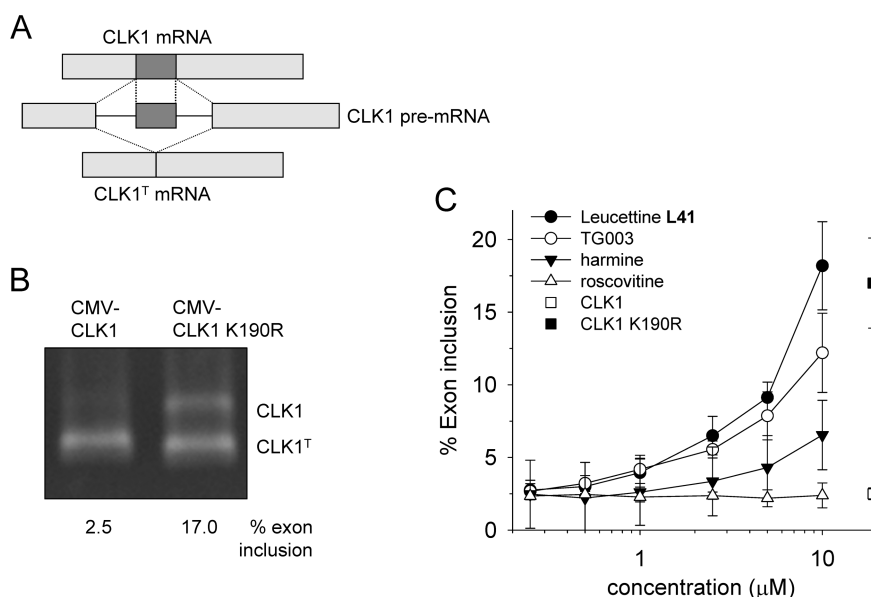 A
CLK1 mRNA
CLK1 pre-mRNA
CLK1ᵀ mRNA
B
CMV-
CLK1
CMV-
CLK1 K190R
CLK1
CLK1ᵀ
2.5
17.0
% exon
inclusion
C
Leucettine L41
TG003
harmine
roscovitine
CLK1
CLK1 K190R
% Exon inclusion
20
15
10
5
0
1
10
concentration (μM)